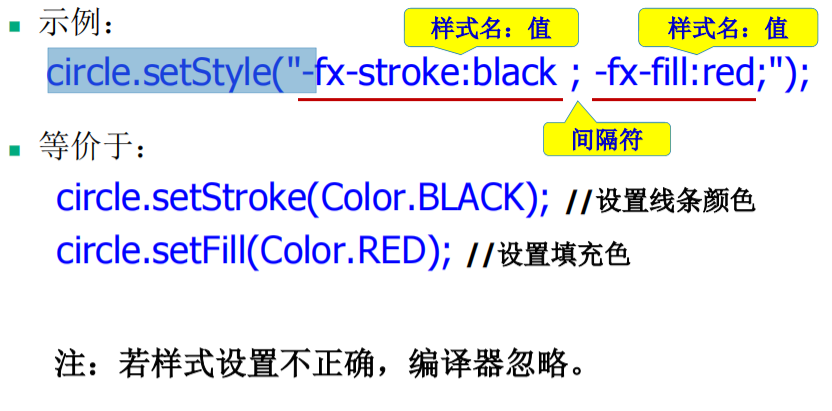 示例：
样式名：值
样式名：值
circle.setStyle("-fx-stroke:black ; -fx-fill:red;");
间隔符
等价于：
circle.setStroke(Color.BLACK); //设置线条颜色
circle.setFill(Color.RED); //设置填充色
注：若样式设置不正确，编译器忽略。